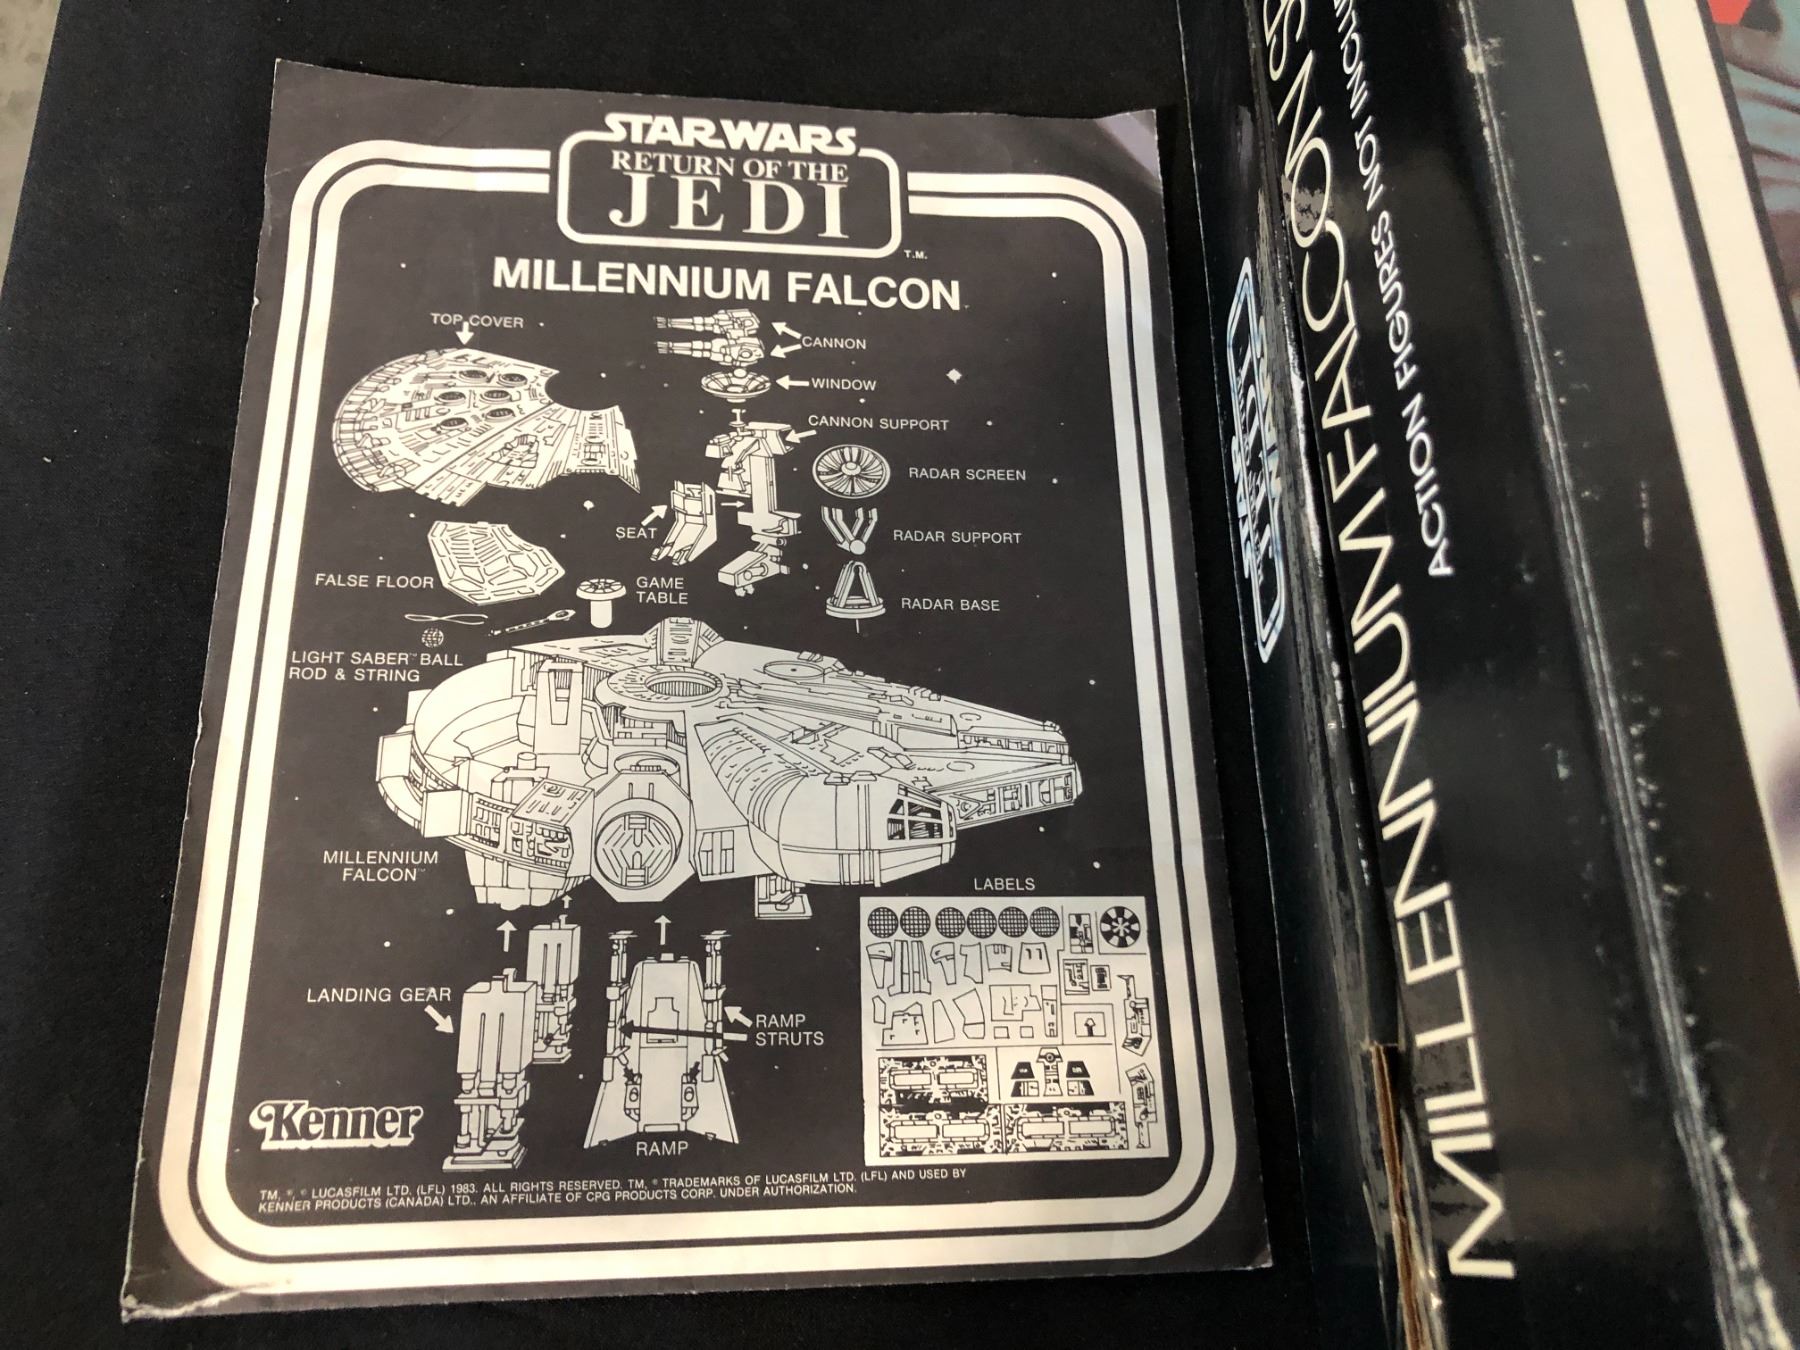 STAR WARS
RETURN OF THE
JEDI
T.M.
MILLENNIUM FALCON
TOP COVER
CANNON
WINDOW
CANNON SUPPORT
RADAR SCREEN
SEAT
RADAR SUPPORT
FALSE FLOOR
GAME
TABLE
RADAR BASE
LIGHT SABER™ BALL
ROD & STRING
MILLENNIUM
FALCON™
LABELS
LANDING GEAR
RAMP
STRUTS
Kenner
RAMP
TM, ®, © LUCASFILM LTD. (LFL) 1983. ALL RIGHTS RESERVED. TM, ® TRADEMARKS OF LUCASFILM LTD. (LFL) AND USED BY
KENNER PRODUCTS (CANADA) LTD., AN AFFILIATE OF CPG PRODUCTS CORP. UNDER AUTHORIZATION.
MILLENNIUM FALCON
ACTION FIGURES NOT
STAR
JEDI
WARS